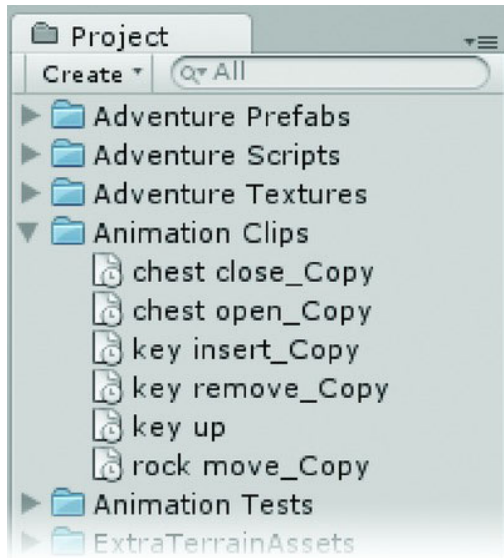 Project
Create All
Adventure Prefabs
Adventure Scripts
Adventure Textures
Animation Clips
chest close_Copy
chest open_Copy
key insert_Copy
key remove_Copy
key up
rock move_Copy
Animation Tests
ExtraTerrainAssets